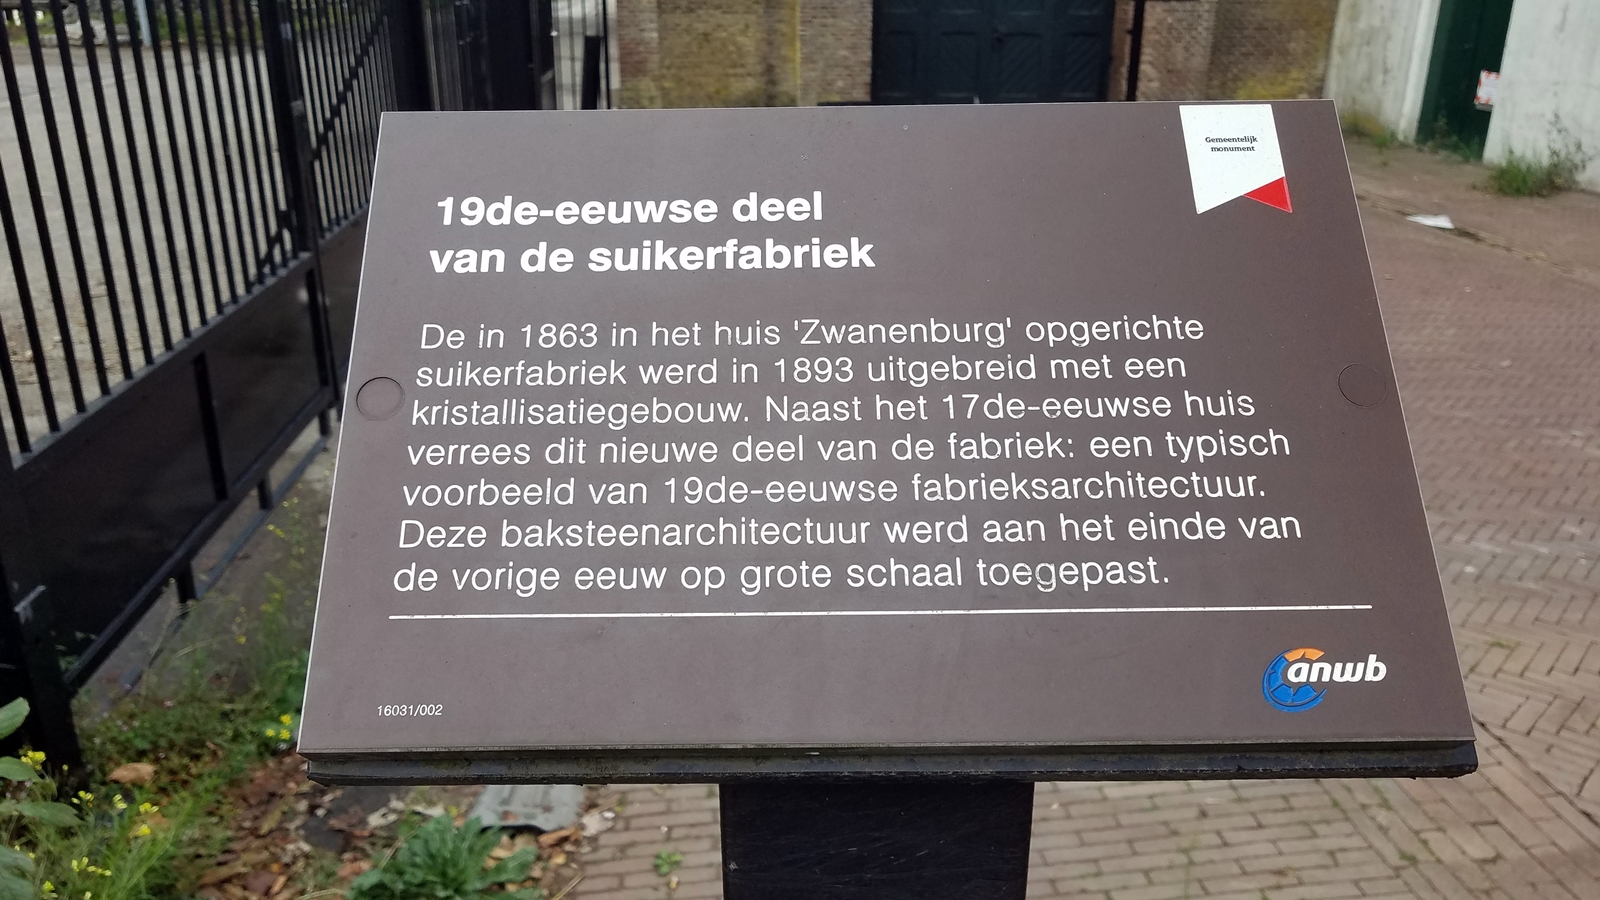 Gemeentelijk
monument
19de-eeuwse deel
van de suikerfabriek
De in 1863 in het huis 'Zwanenburg' opgerichte
suikerfabriek werd in 1893 uitgebreid met een
kristallisatiegebouw. Naast het 17de-eeuwse huis
verrees dit nieuwe deel van de fabriek: een typisch
voorbeeld van 19de-eeuwse fabrieksarchitectuur.
Deze baksteenarchitectuur werd aan het einde van
de vorige eeuw op grote schaal toegepast.
anwb
16031/002